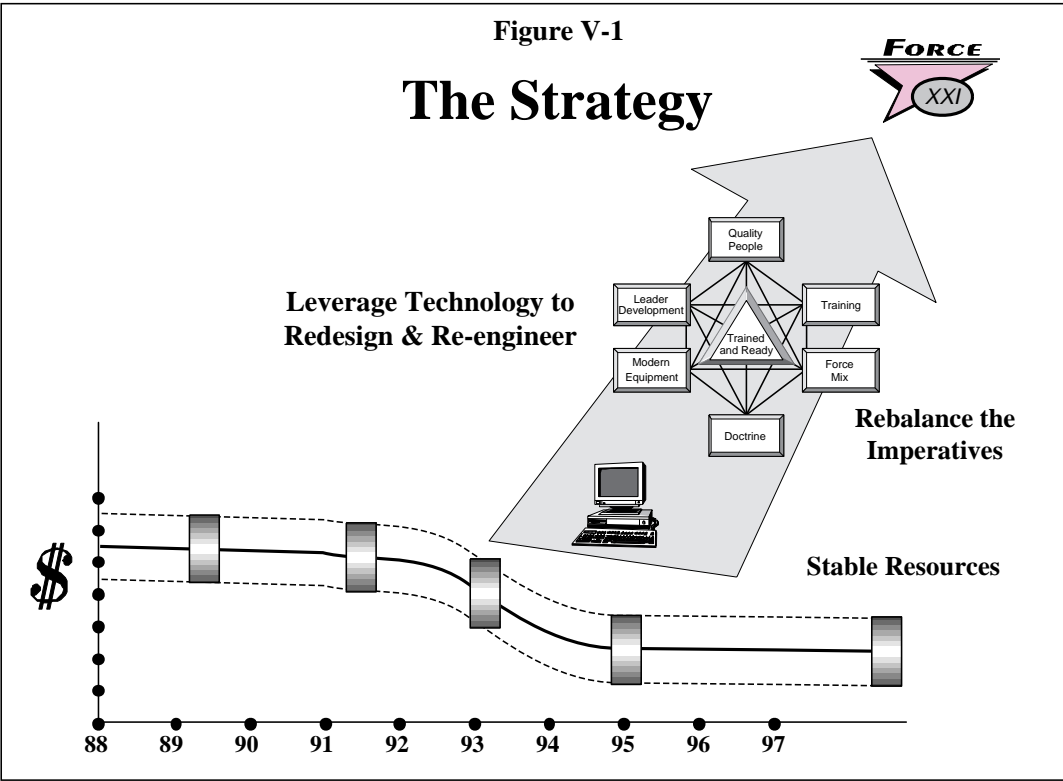 Figure V-1
The Strategy
FORCE
XXI
Quality
People
Leader
Development
Training
Trained
and Ready
Modern
Equipment
Force
Mix
Doctrine
Leverage Technology to
Redesign & Re-engineer
Rebalance the
Imperatives
Stable Resources
$
88 89 90 91 92 93 94 95 96 97